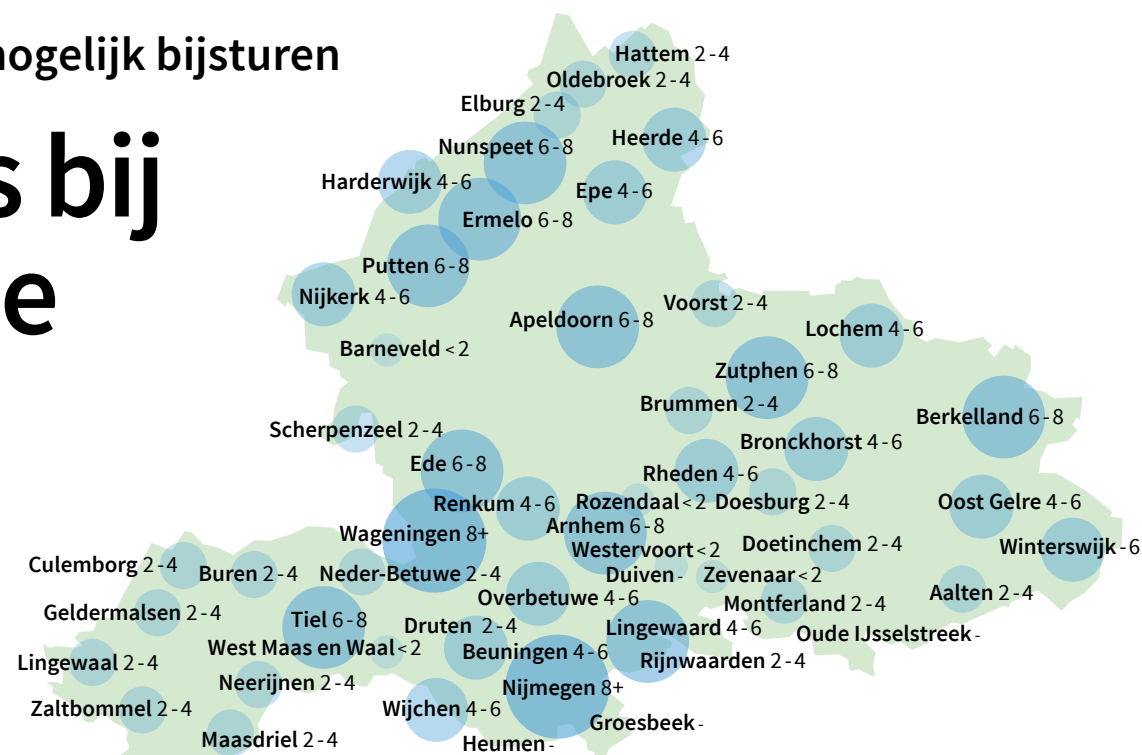 mogelijk bijsturen
s bij
e
Hattem 2-4
Oldebroek 2-4
Elburg 2-4
Heerde 4-6
Nunspeet 6-8
Harderwijk 4-6
Epe 4-6
Ermelo 6-8
Putten 6-8
Nijkerk 4-6
Voorst 2-4
Apeldoorn 6-8
Lochem 4-6
Barneveld <2
Zutphen 6-8
Brummen 2-4
Berkelland 6-8
Scherpenzeel 2-4
Bronckhorst 4-6
Ede 6-8
Rheden 4-6
Renkum 4-6
Rozendaal <2
Doesburg 2-4
Oost Gelre 4-6
Arnhem 6-8
Wageningen 8+
Westervoort <2
Doetinchem 2-4
Winterswijk -6
Culemborg 2-4
Buren 2-4
Neder-Betuwe 2-4
Duiven -
Zevenaar <2
Aalten 2-4
Overbetuwe 4-6
Montferland 2-4
Geldermalsen 2-4
Tiel 6-8
Druten 2-4
Lingewaard 4-6
Oude IJsselstreek -
West Maas en Waal <2
Beuningen 4-6
Rijnwaarden 2-4
Lingewaal 2-4
Neerijnen 2-4
Nijmegen 8+
Zaltbommel 2-4
Wijchen 4-6
Groesbeek -
Maasdriel 2-4
Heumen -